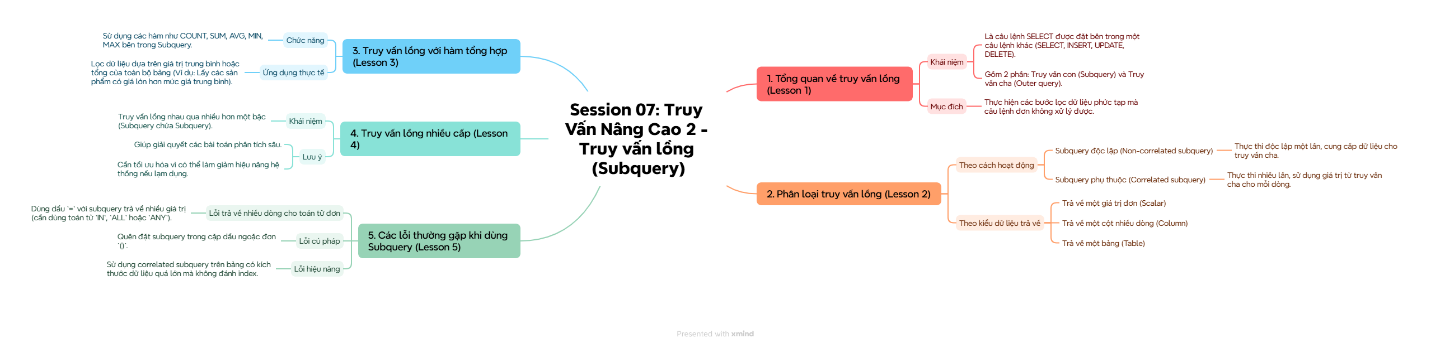 Session 07: Truy
Vấn Nâng Cao 2 -
Truy vấn lồng
(Subquery)
1. Tổng quan về truy vấn lồng
(Lesson 1)
Khái niệm
Là câu lệnh SELECT được đặt bên trong một
câu lệnh khác (SELECT, INSERT, UPDATE,
DELETE).
Gồm 2 phần: Truy vấn con (Subquery) và Truy
vấn cha (Outer query).
Mục đích
Thực hiện các bước lọc dữ liệu phức tạp mà
câu lệnh đơn không xử lý được.
2. Phân loại truy vấn lồng (Lesson 2)
Theo cách hoạt động
Subquery độc lập (Non-correlated subquery)
Thực thi độc lập một lần, cung cấp dữ liệu cho
truy vấn cha.
Subquery phụ thuộc (Correlated subquery)
Thực thi nhiều lần, sử dụng giá trị từ truy vấn
cha cho mỗi dòng.
Theo kiểu dữ liệu trả về
Trả về một giá trị đơn (Scalar)
Trả về một cột nhiều dòng (Column)
Trả về một bảng (Table)
3. Truy vấn lồng với hàm tổng hợp
(Lesson 3)
Chức năng
Sử dụng các hàm như COUNT, SUM, AVG, MIN,
MAX bên trong Subquery.
Ứng dụng thực tế
Lọc dữ liệu dựa trên giá trị trung bình hoặc
tổng của toàn bộ bảng (Ví dụ: Lấy các sản
phẩm có giá lớn hơn mức giá trung bình).
4. Truy vấn lồng nhiều cấp (Lesson
4)
Khái niệm
Truy vấn lồng nhau qua nhiều hơn một bậc
(Subquery chứa Subquery).
Lưu ý
Giúp giải quyết các bài toán phân tích sâu.
Cần tối ưu hóa vì có thể làm giảm hiệu năng hệ
thống nếu lạm dụng.
5. Các lỗi thường gặp khi dùng
Subquery (Lesson 5)
Lỗi trả về nhiều dòng cho toán tử đơn
Dùng dấu '=' với subquery trả về nhiều giá trị
(cần dùng toán tử 'IN', 'ALL' hoặc 'ANY').
Lỗi cú pháp
Quên đặt subquery trong cặp dấu ngoặc đơn
'()'.
Lỗi hiệu năng
Sử dụng correlated subquery trên bảng có kích
thước dữ liệu quá lớn mà không đánh index.
Presented with xmind